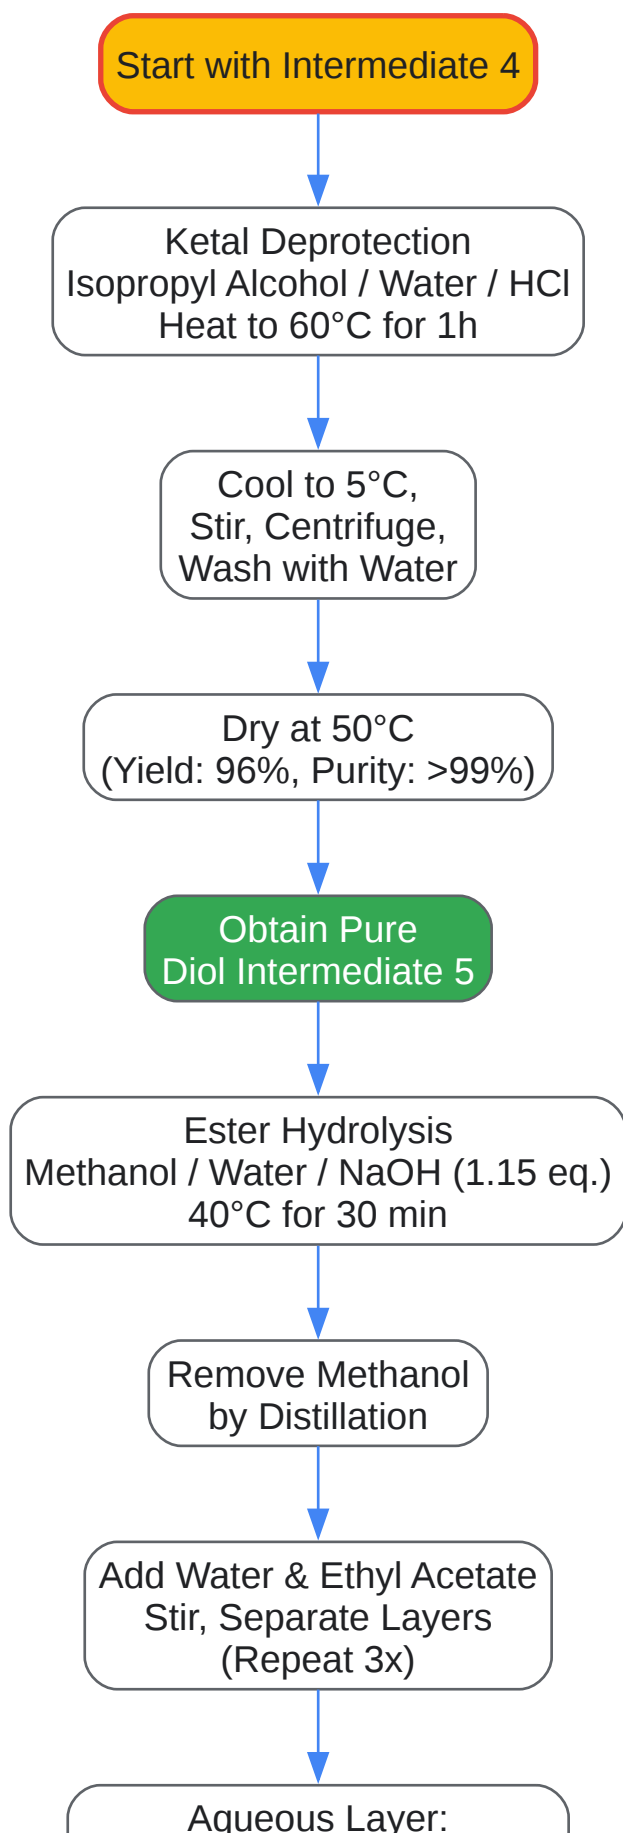 Start with Intermediate 4
Ketal Deprotection
Isopropyl Alcohol / Water / HCl
Heat to 60°C for 1h
Cool to 5°C,
Stir, Centrifuge,
Wash with Water
Dry at 50°C
(Yield: 96%, Purity: >99%)
Obtain Pure
Diol Intermediate 5
Ester Hydrolysis
Methanol / Water / NaOH (1.15 eq.)
40°C for 30 min
Remove Methanol
by Distillation
Add Water & Ethyl Acetate
Stir, Separate Layers
(Repeat 3x)
Aqueous Layer: